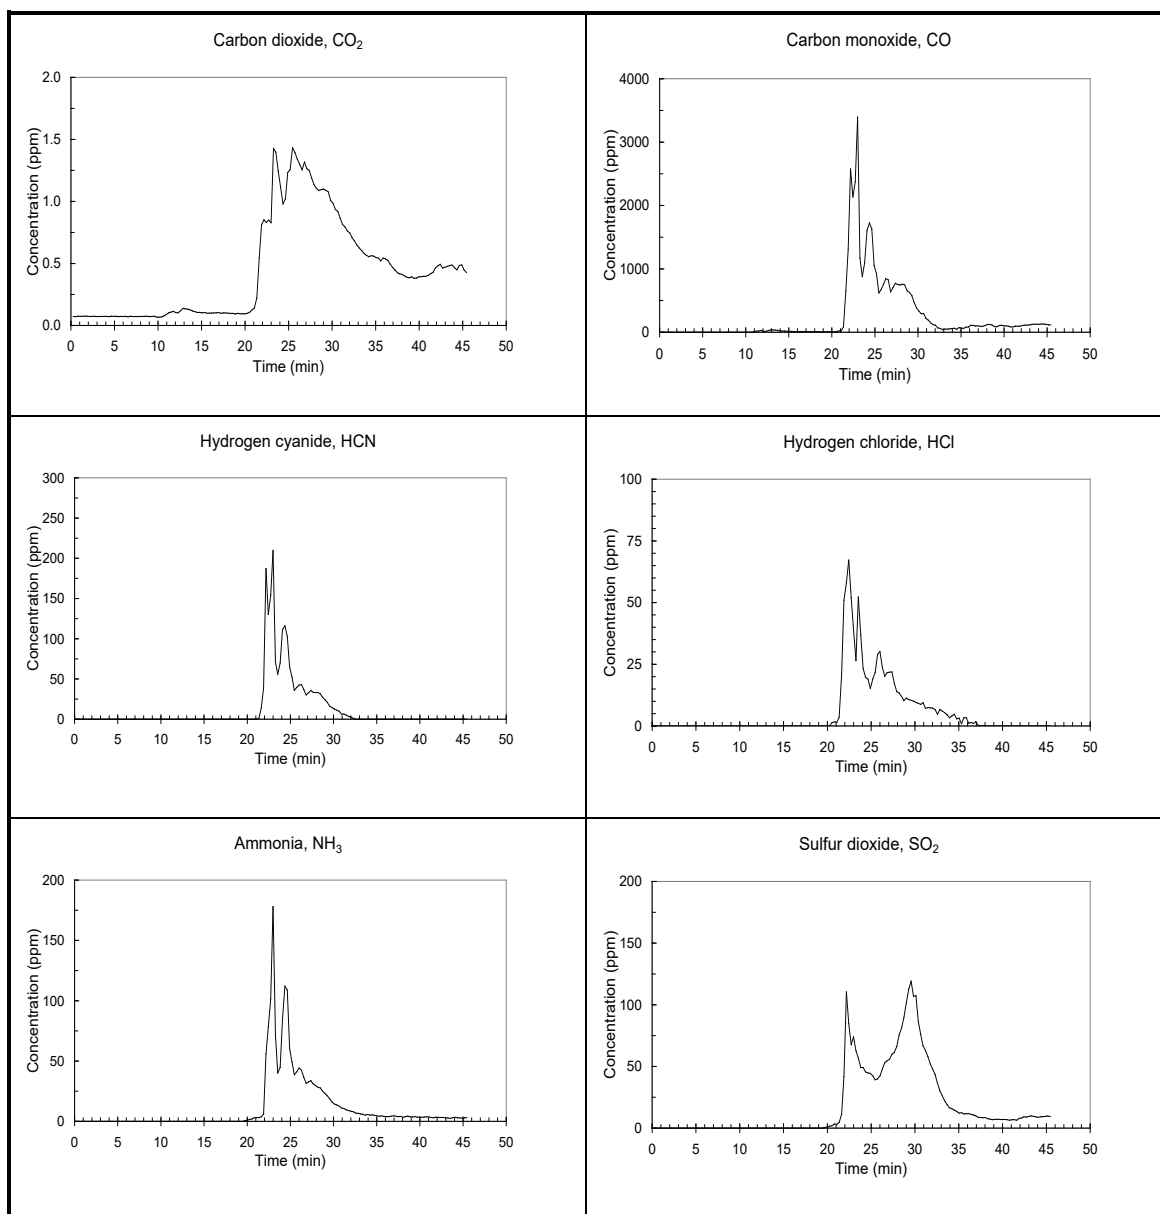 Carbon dioxide, CO₂
2.0
1.5
1.0
0.5
0.0
Concentration (ppm)
0 5 10 15 20 25 30 35 40 45 50
Time (min)
Carbon monoxide, CO
4000
3000
2000
1000
0
Concentration (ppm)
0 5 10 15 20 25 30 35 40 45 50
Time (min)
Hydrogen cyanide, HCN
300
250
200
150
100
50
0
Concentration (ppm)
0 5 10 15 20 25 30 35 40 45 50
Time (min)
Hydrogen chloride, HCl
100
75
50
25
0
Concentration (ppm)
0 5 10 15 20 25 30 35 40 45 50
Time (min)
Ammonia, NH₃
200
150
100
50
0
Concentration (ppm)
0 5 10 15 20 25 30 35 40 45 50
Time (min)
Sulfur dioxide, SO₂
200
150
100
50
0
Concentration (ppm)
0 5 10 15 20 25 30 35 40 45 50
Time (min)